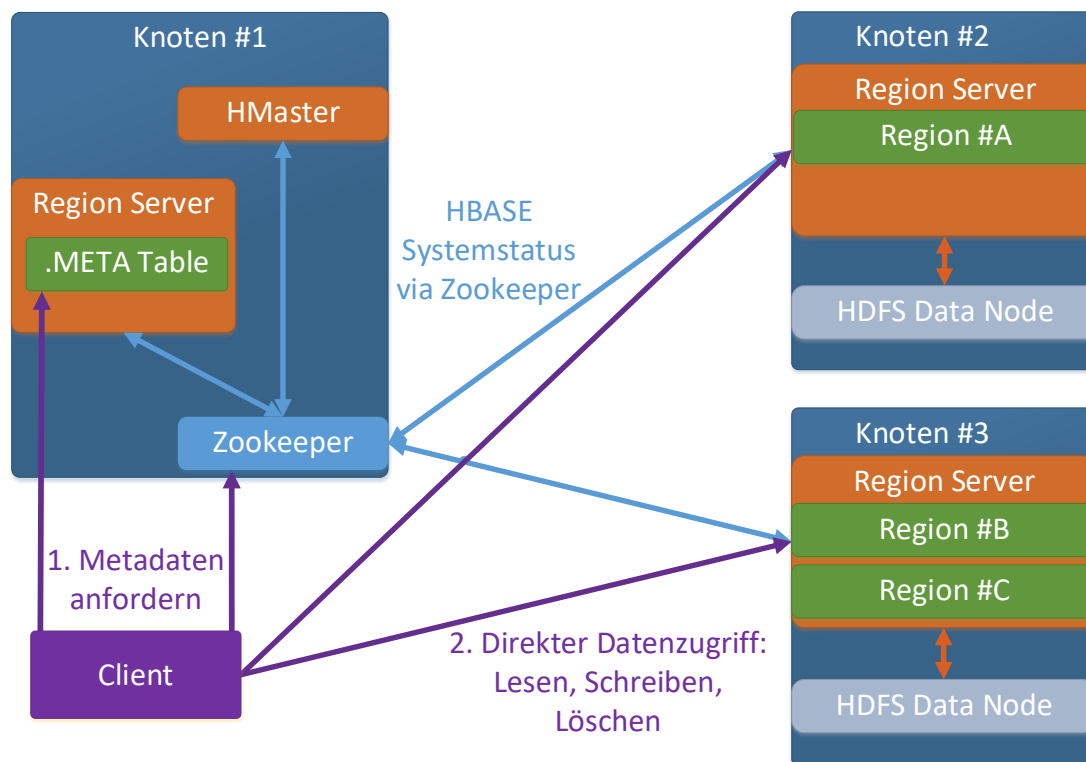 Knoten #1
HMaster
Region Server
.META Table
Zookeeper
HBASE
Systemstatus
via Zookeeper
Knoten #2
Region Server
Region #A
HDFS Data Node
Knoten #3
Region Server
Region #B
Region #C
HDFS Data Node
1. Metadaten
anfordern
Client
2. Direkter Datenzugriff:
Lesen, Schreiben,
Löschen